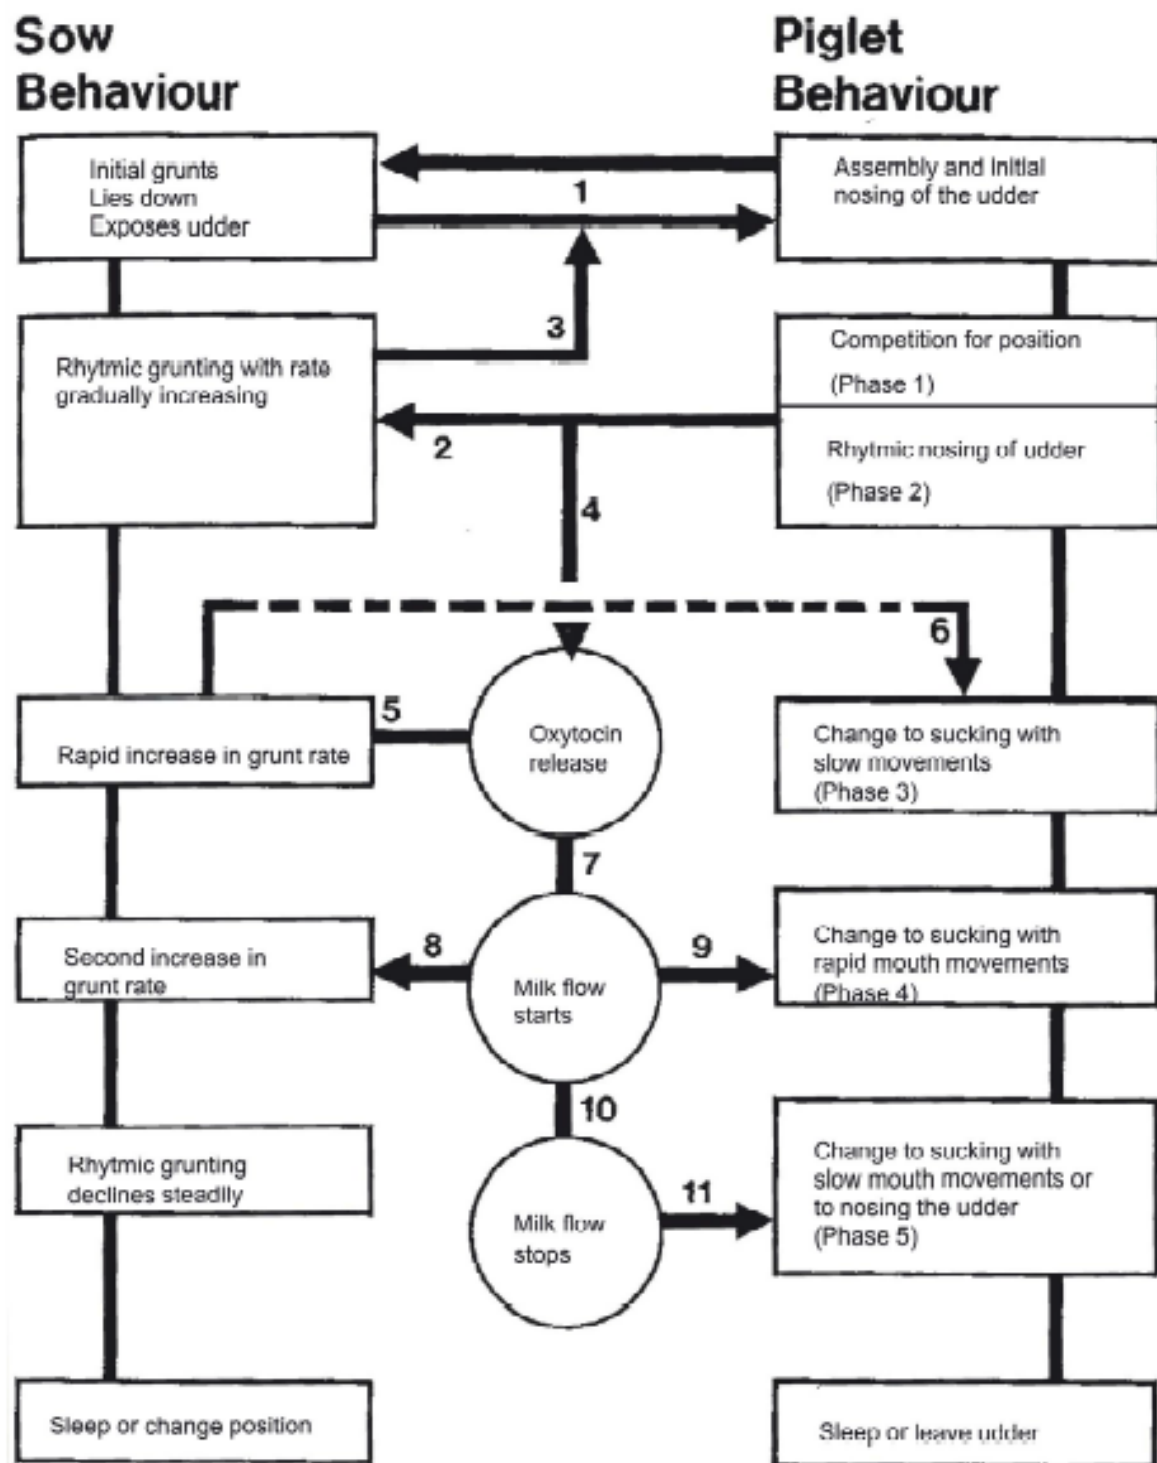 Sow
Behaviour
Piglet
Behaviour
Initial grunts
Lies down
Exposes udder
1
Assembly and initial
nosing of the udder
Rhytmic grunting with rate
gradually increasing
3
2
4
Competition for position
(Phase 1)
Rhytmic nosing of udder
(Phase 2)
6
Rapid increase in grunt rate
5
Oxytocin
release
Change to sucking with
slow movements
(Phase 3)
7
Second increase in
grunt rate
8
Milk flow
starts
9
Change to sucking with
rapid mouth movements
(Phase 4)
10
Rhytmic grunting
declines steadily
Milk flow
stops
11
Change to sucking with
slow mouth movements or
to nosing the udder
(Phase 5)
Sleep or change position
Sleep or leave udder